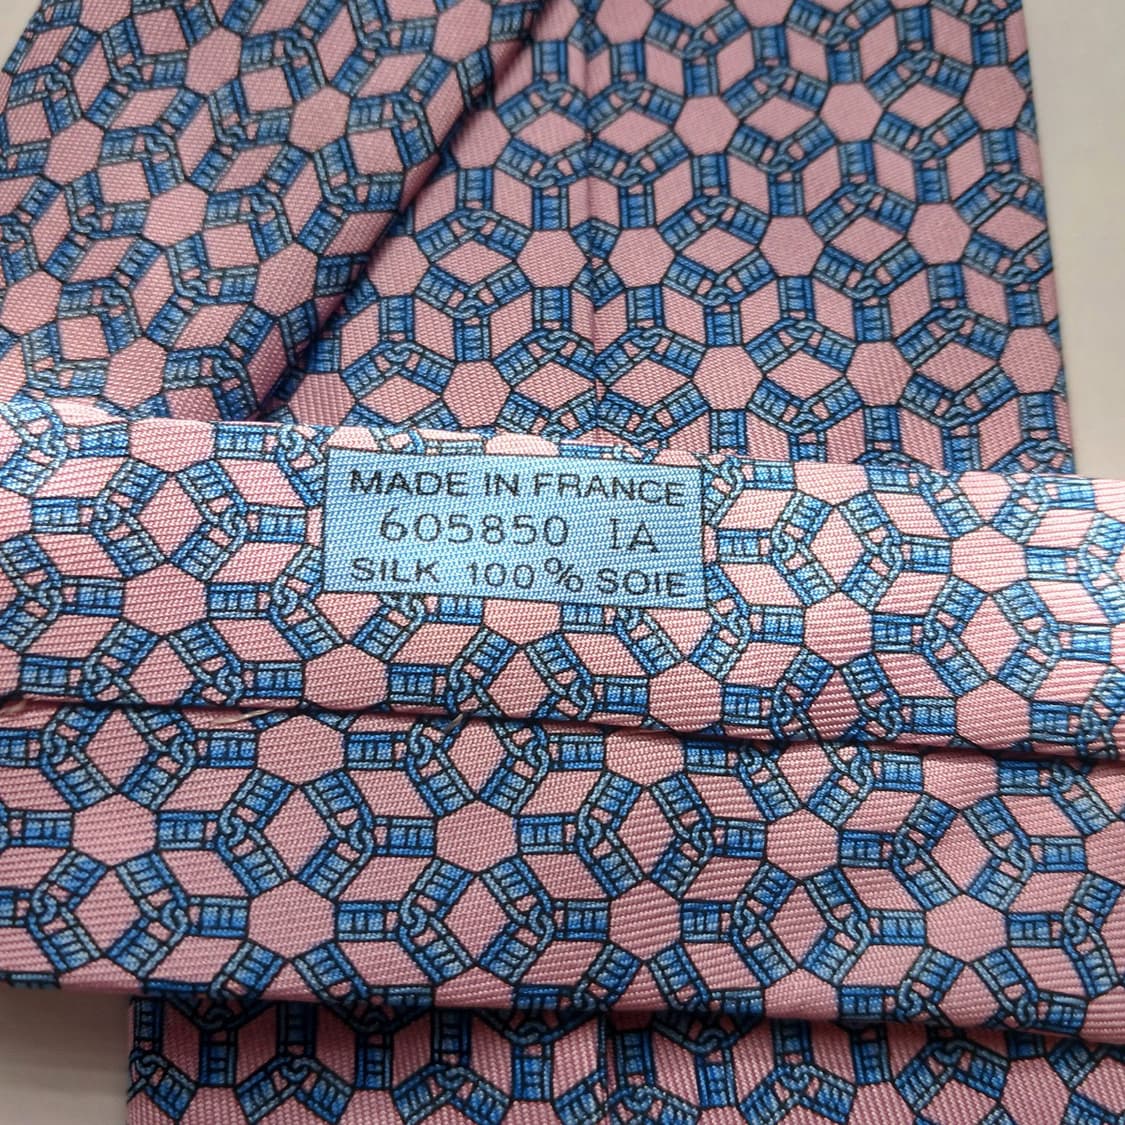 MADE IN FRANCE
605850 IA
SILK 100% SOIE